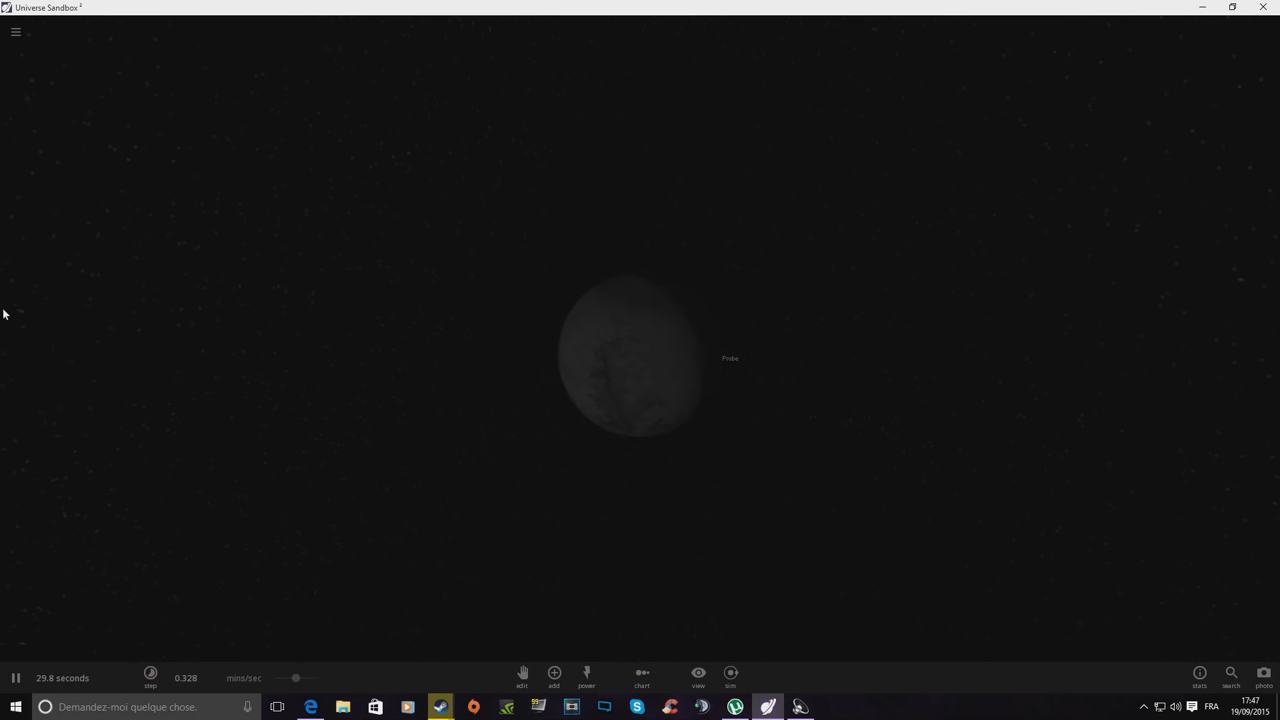 Universe Sandbox ²
Probe
29.8 seconds
step
0.328
mins/sec
edit
add
power
chart
view
sim
stats
search
photo
Demandez-moi quelque chose.
99
FRA
17:47
19/09/2015